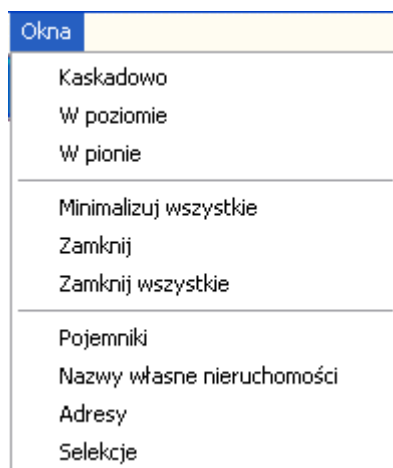 Okna
Kaskadowo
W poziomie
W pionie
Minimalizuj wszystkie
Zamknij
Zamknij wszystkie
Pojemniki
Nazwy własne nieruchomości
Adresy
Selekcje